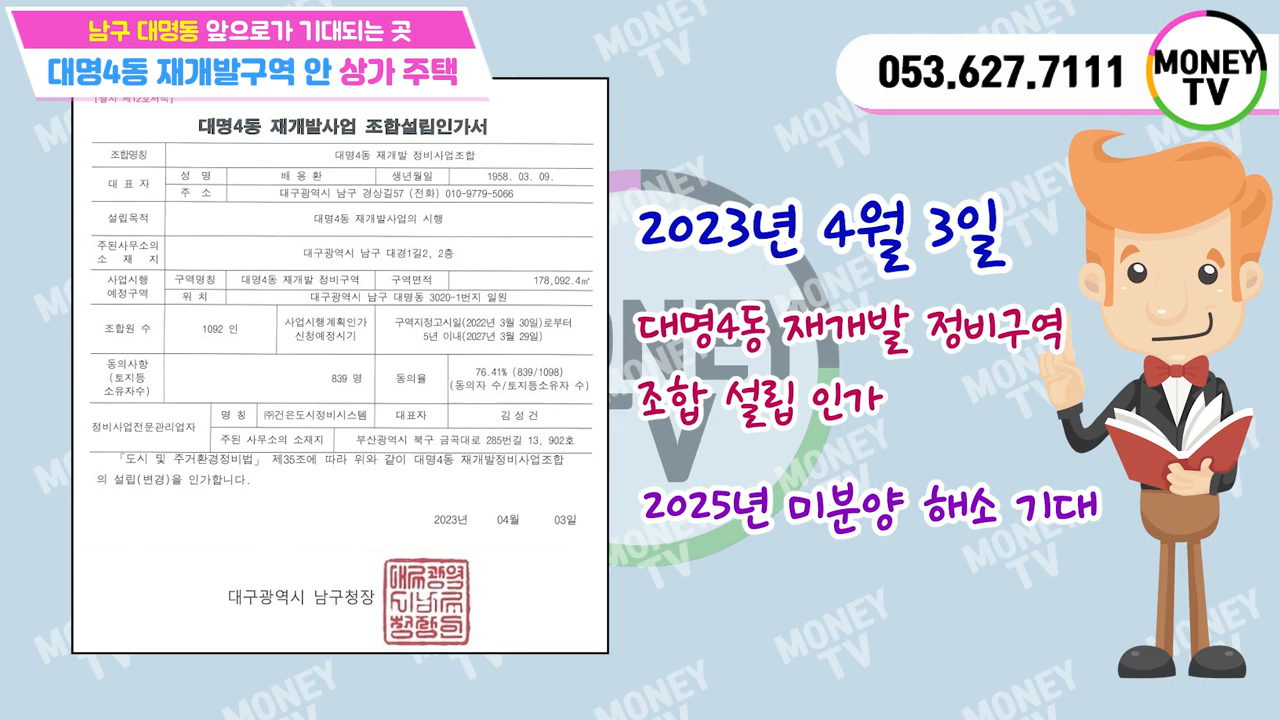 남구 대명동 앞으로가 기대되는 곳
대명4동 재개발구역 안 상가 주택
053.627.7111
MONEY
TV
[별지 제12호서식]
대명4동 재개발사업 조합설립인가서
조합명칭 대명4동 재개발 정비사업조합
대 표 자 성 명 배 용 환 생년월일 1958. 03. 09.
주 소 대구광역시 남구 경상길57 (전화) 010-9779-5066
설립목적 대명4동 재개발사업의 시행
주된사무소의
소 재 지 대구광역시 남구 대경1길2, 2층
사업시행
예정구역 구역명칭 대명4동 재개발 정비구역 구역면적 178,092.4㎡
위 치 대구광역시 남구 대명동 3020-1번지 일원
조합원 수 1092 인 사업시행계획인가
신청예정시기 구역지정고시일(2022년 3월 30일)로부터
5년 이내(2027년 3월 29일)
동의사항
(토지등
소유자수) 839 명 동의율 76.41% (839/1098)
(동의자 수/토지등소유자 수)
정비사업전문관리업자 명 칭 ㈜건은도시정비시스템 대표자 김 성 건
주된 사무소의 소재지 부산광역시 북구 금곡대로 285번길 13, 902호
「도시 및 주거환경정비법」 제35조에 따라 위와 같이 대명4동 재개발정비사업조합
의 설립(변경)을 인가합니다.
2023년 04월 03일
대구광역시 남구청장
2023년 4월 3일
대명4동 재개발 정비구역
조합 설립 인가
2025년 미분양 해소 기대